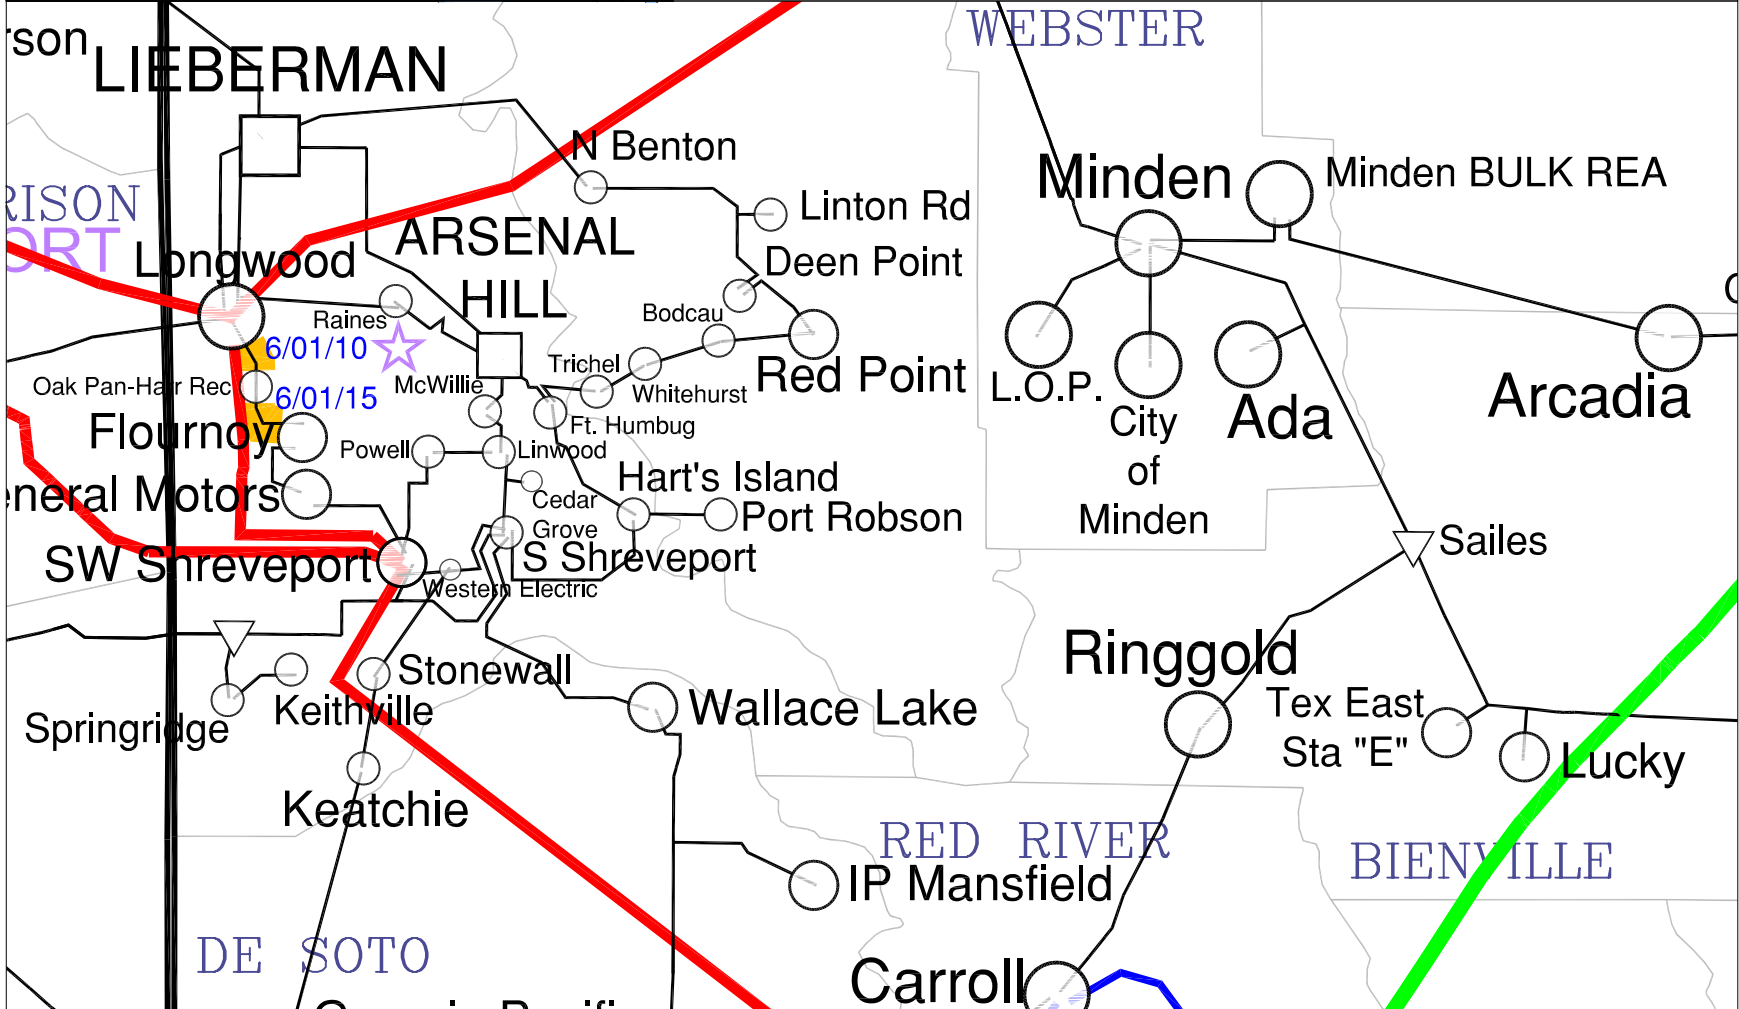 WEBSTER
rson
LIEBERMAN
N Benton
Minden
Minden BULK REA
RISON
ORT
Linton Rd
ARSENAL
HILL
Longwood
Deen Point
Raines
Bodcau
6/01/10
Trichel
Red Point
Oak Pan-Harr Rec
6/01/15
McWillie
Whitehurst
L.O.P.
City
of
Minden
Ada
Arcadia
Flournoy
Ft. Humbug
Powell
Linwood
Hart's Island
eneral Motors
Cedar
Grove
Port Robson
SW Shreveport
S Shreveport
Sailes
Western Electric
Ringgold
Stonewall
Keithville
Springridge
Wallace Lake
Tex East
Sta "E"
Lucky
Keatchie
RED RIVER
BIENVILLE
IP Mansfield
DE SOTO
Carroll